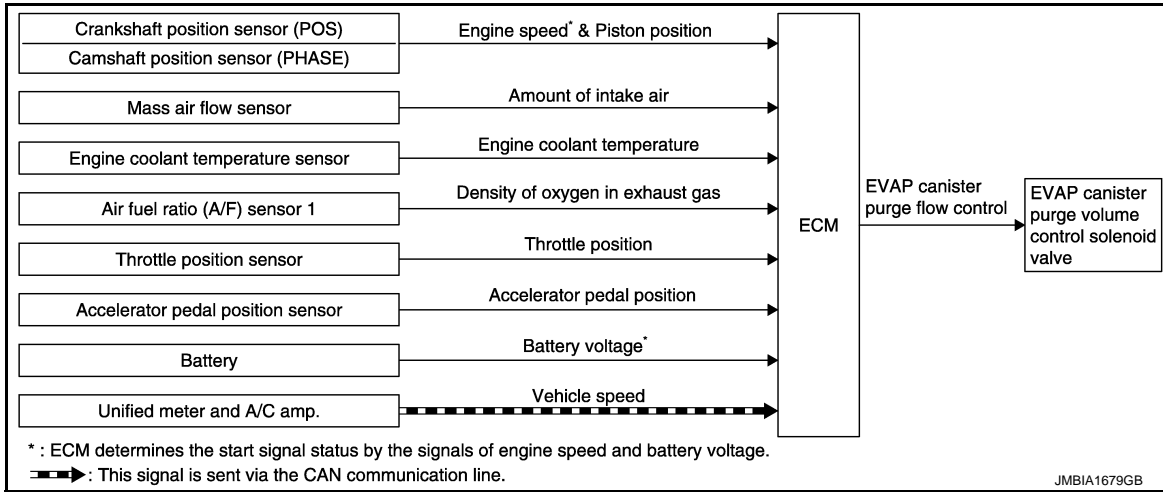 Crankshaft position sensor (POS)
Camshaft position sensor (PHASE)
Engine speed* & Piston position
Mass air flow sensor
Amount of intake air
Engine coolant temperature sensor
Engine coolant temperature
Air fuel ratio (A/F) sensor 1
Density of oxygen in exhaust gas
Throttle position sensor
Throttle position
Accelerator pedal position sensor
Accelerator pedal position
Battery
Battery voltage*
Unified meter and A/C amp.
Vehicle speed
ECM
EVAP canister
purge flow control
EVAP canister
purge volume
control solenoid
valve
* : ECM determines the start signal status by the signals of engine speed and battery voltage.
: This signal is sent via the CAN communication line.
JMBIA1679GB